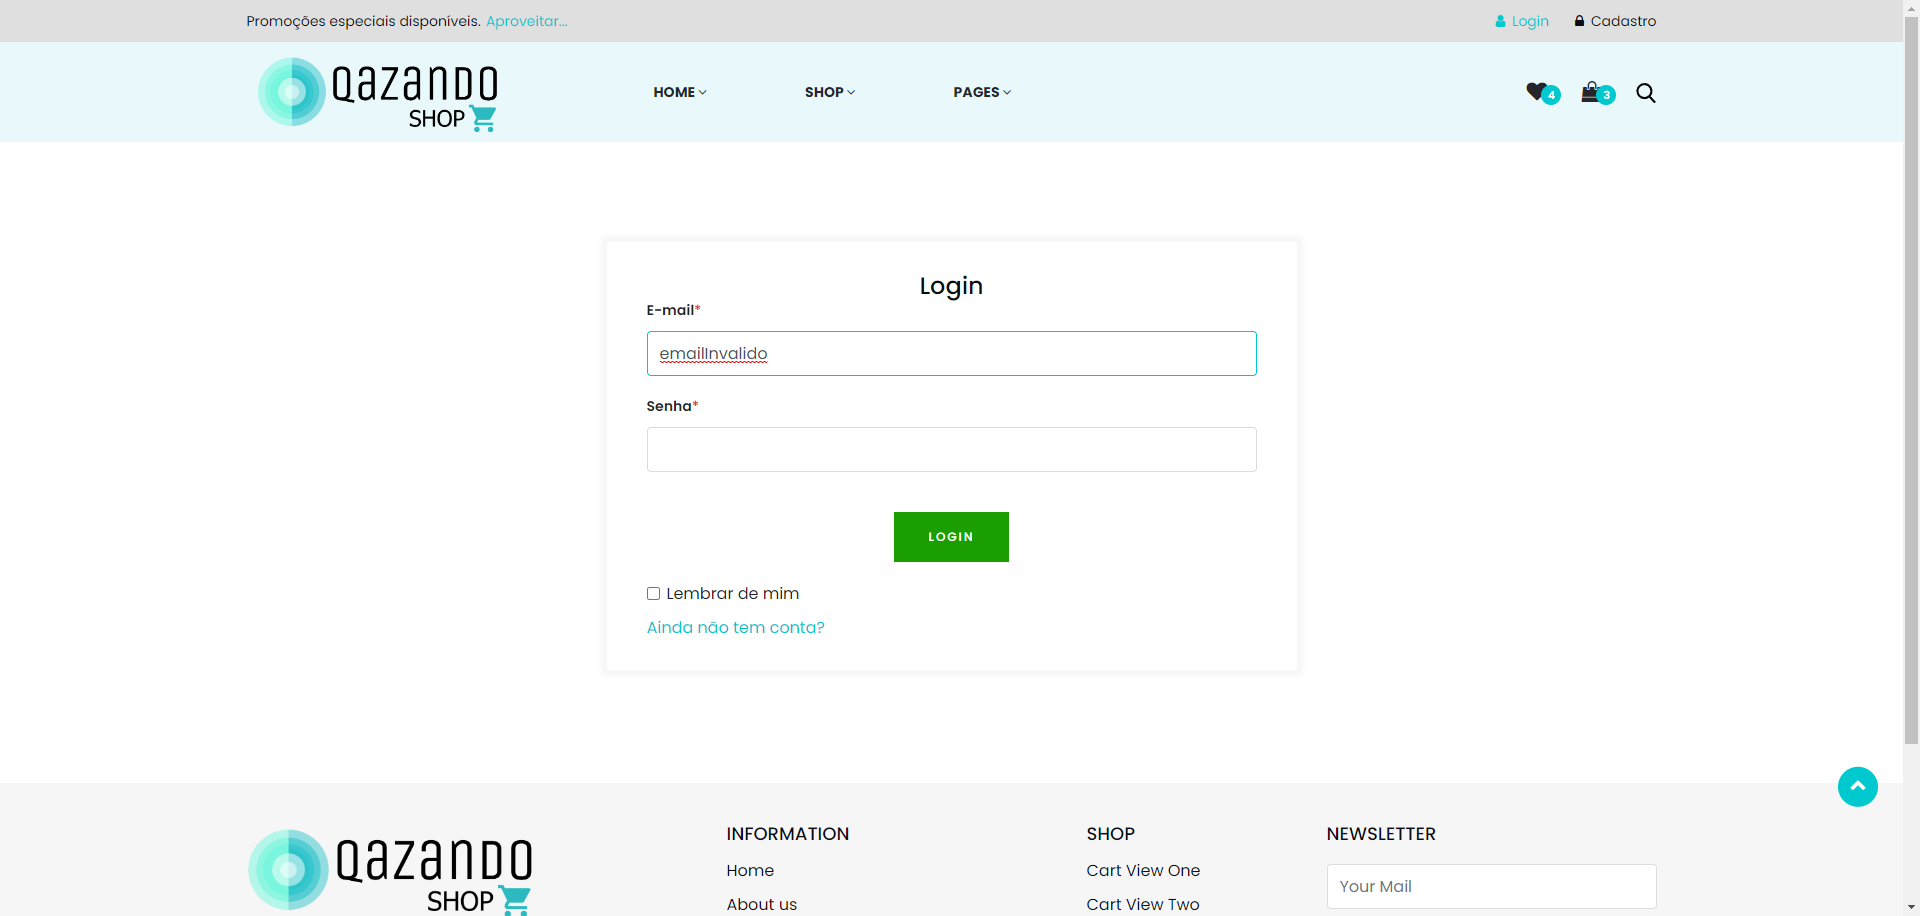 Promoções especiais disponíveis. Aproveitar...
Login
Cadastro
Qazando
SHOP
HOME
SHOP
PAGES
4
3
Login
E-mail*
emailInvalido
Senha*
LOGIN
Lembrar de mim
Ainda não tem conta?
Qazando
SHOP
INFORMATION
Home
About us
SHOP
Cart View One
Cart View Two
NEWSLETTER
Your Mail